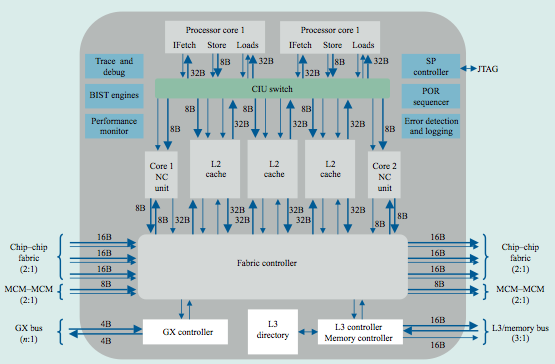 Processor core 1
Processor core 1
IFetch Store Loads
IFetch Store Loads
32B 8B 32B
32B 8B 32B
Trace and
debug
SP
controller
JTAG
CIU switch
BIST engines
POR
sequencer
8B 8B 8B 8B
32B 32B 32B
8B 8B
Performance
monitor
Error detection
and logging
Core 1
NC
unit
L2
cache
L2
cache
L2
cache
Core 2
NC
unit
8B 8B 32B 32B 32B 32B 32B 8B 8B
Chip–chip
fabric
(2:1)
16B
16B
16B
Fabric controller
16B
16B
16B
Chip–chip
fabric
(2:1)
MCM–MCM
(2:1)
8B
8B
MCM–MCM
(2:1)
GX bus
(n:1)
4B
4B
GX controller
L3
directory
L3 controller
Memory controller
16B
16B
L3/memory bus
(3:1)